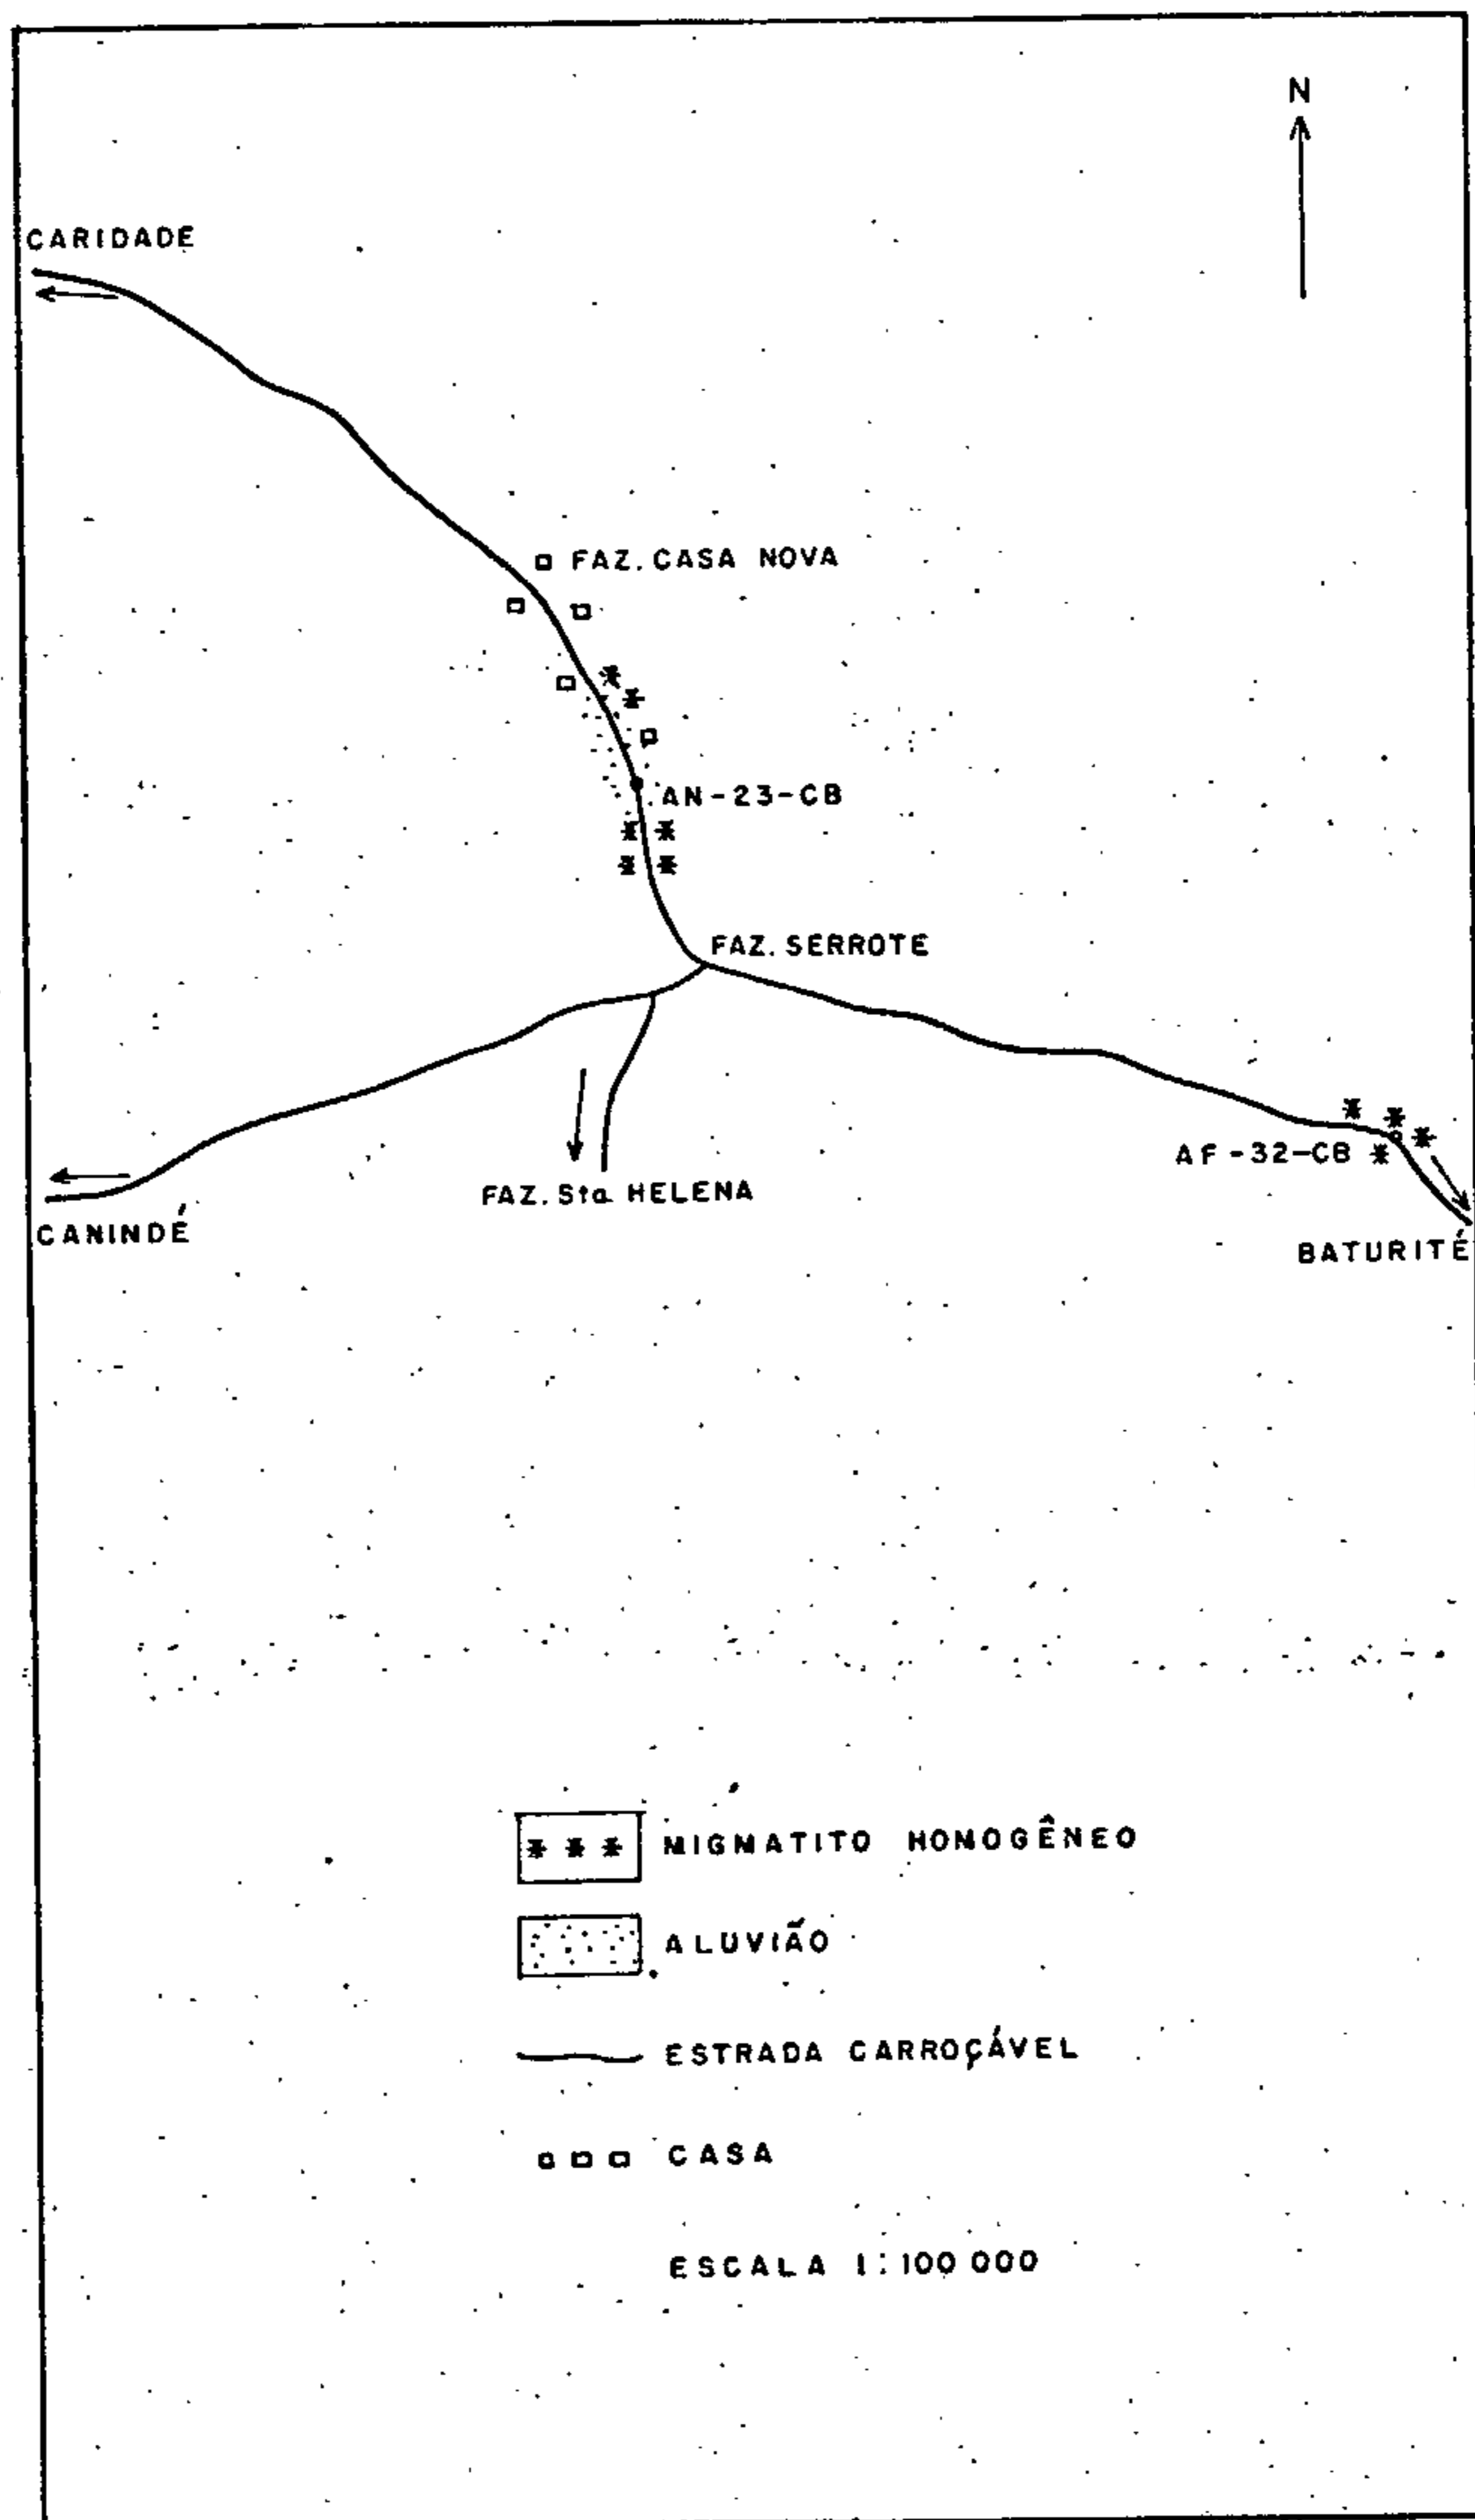 N
CARIDADE
FAZ. CASA NOVA
AN-23-CB
FAZ. SERROTE
AF-32-CB
FAZ. Sta HELENA
CANINDÉ
BATURITÉ
MIGMATITO HOMOGÊNEO
ALUVIÃO
ESTRADA CARROÇÁVEL
CASA
ESCALA 1:100 000